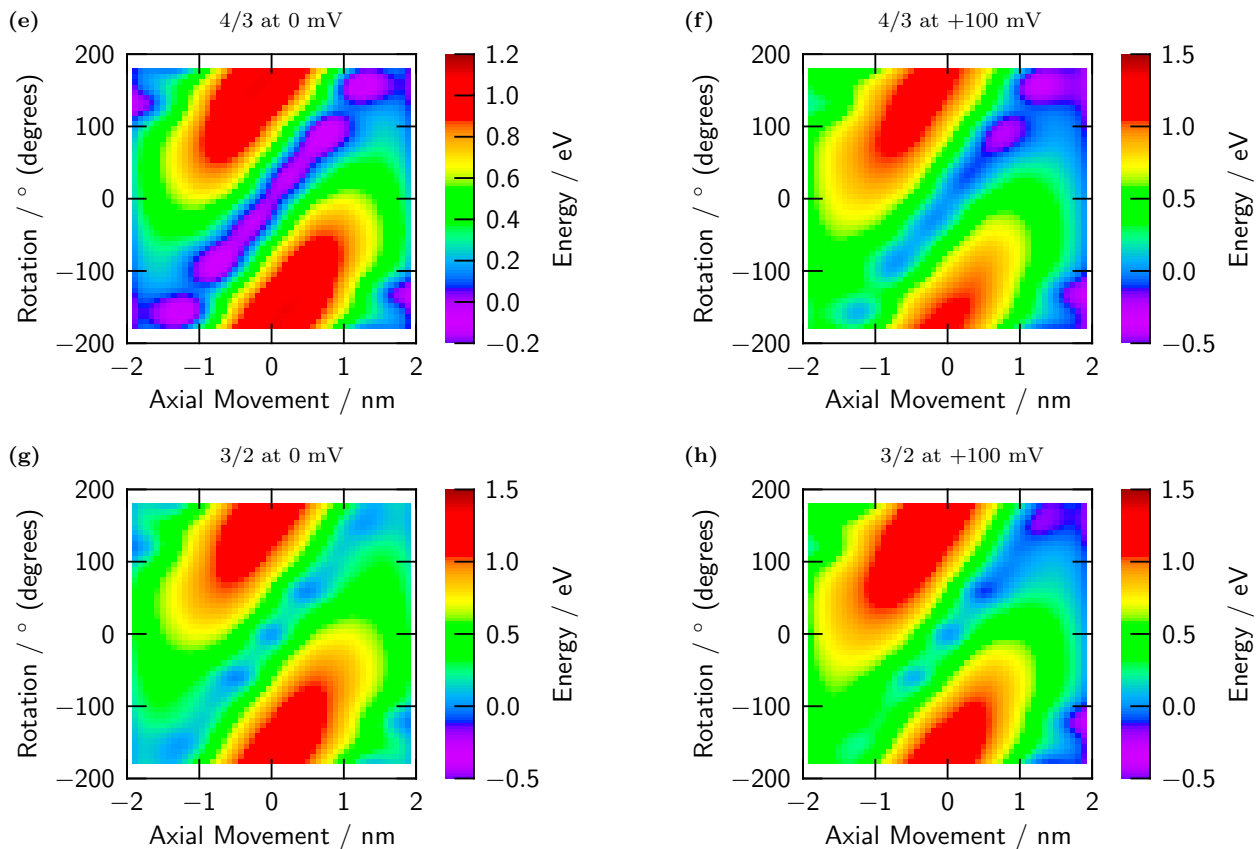 (e) 4/3 at 0 mV
200
100
0
−100
−200
−2 −1 0 1 2
Rotation / ° (degrees)
Axial Movement / nm
1.2
1.0
0.8
0.6
0.4
0.2
0.0
−0.2
Energy / eV
(f) 4/3 at +100 mV
200
100
0
−100
−200
−2 −1 0 1 2
Rotation / ° (degrees)
Axial Movement / nm
1.5
1.0
0.5
0.0
−0.5
Energy / eV
(g) 3/2 at 0 mV
200
100
0
−100
−200
−2 −1 0 1 2
Rotation / ° (degrees)
Axial Movement / nm
1.5
1.0
0.5
0.0
−0.5
Energy / eV
(h) 3/2 at +100 mV
200
100
0
−100
−200
−2 −1 0 1 2
Rotation / ° (degrees)
Axial Movement / nm
1.5
1.0
0.5
0.0
−0.5
Energy / eV